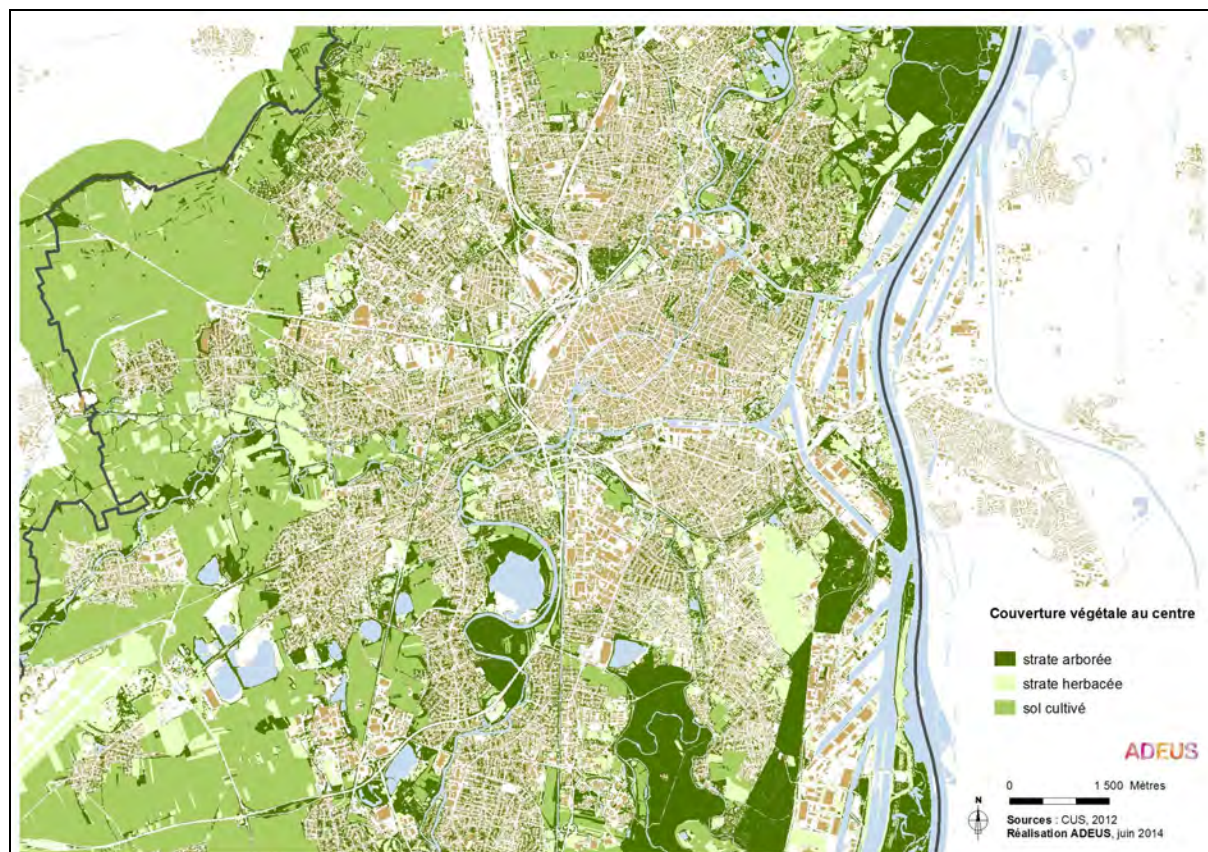 Couverture végétale au centre
strate arborée
strate herbacée
sol cultivé
ADEUS
0 1 500 Mètres
N
Sources : CUS, 2012
Réalisation ADEUS, juin 2014